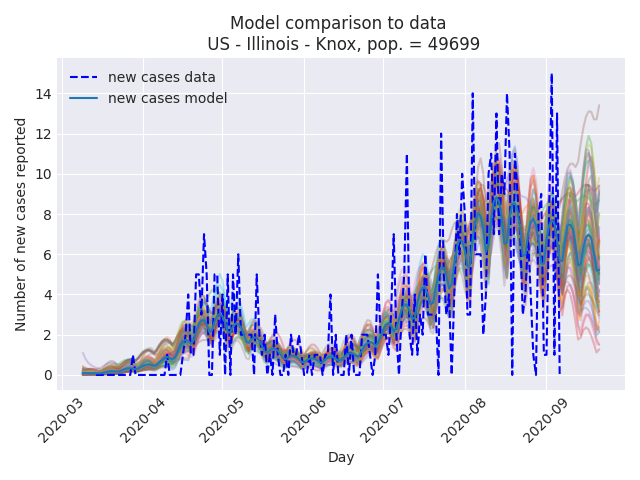 Model comparison to data
US - Illinois - Knox, pop. = 49699
new cases data
new cases model
Number of new cases reported
14
12
10
8
6
4
2
0
2020-03
2020-04
2020-05
2020-06
2020-07
2020-08
2020-09
Day